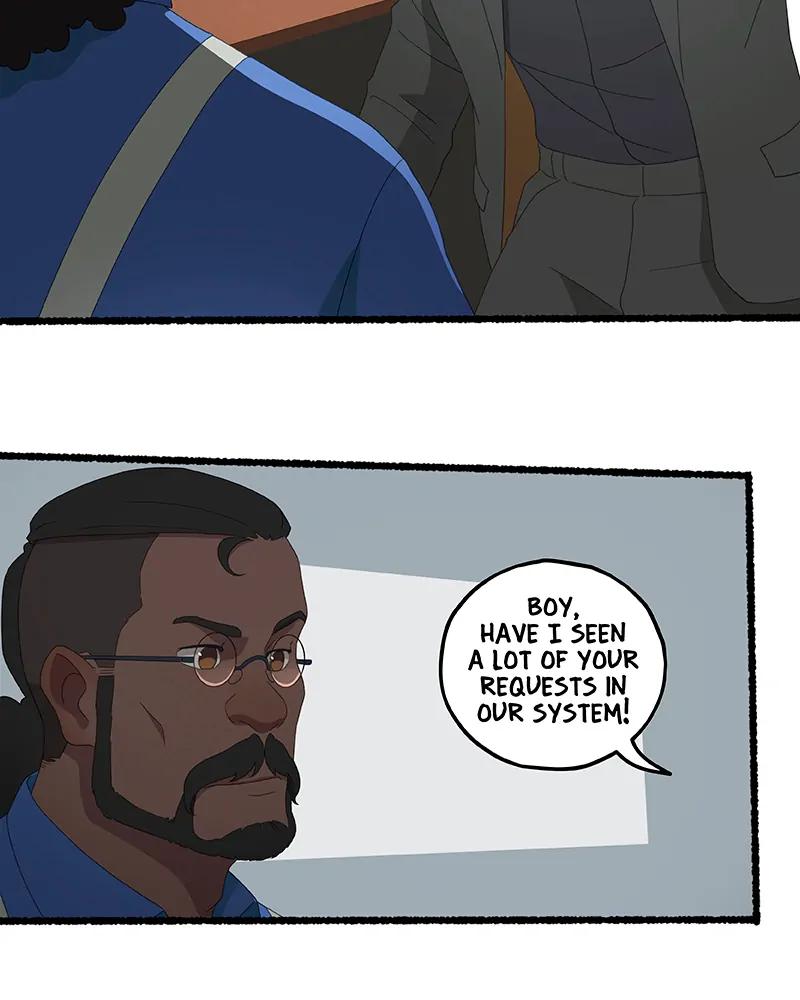 BOY,
HAVE I SEEN
A LOT OF YOUR
REQUESTS IN
OUR SYSTEM!